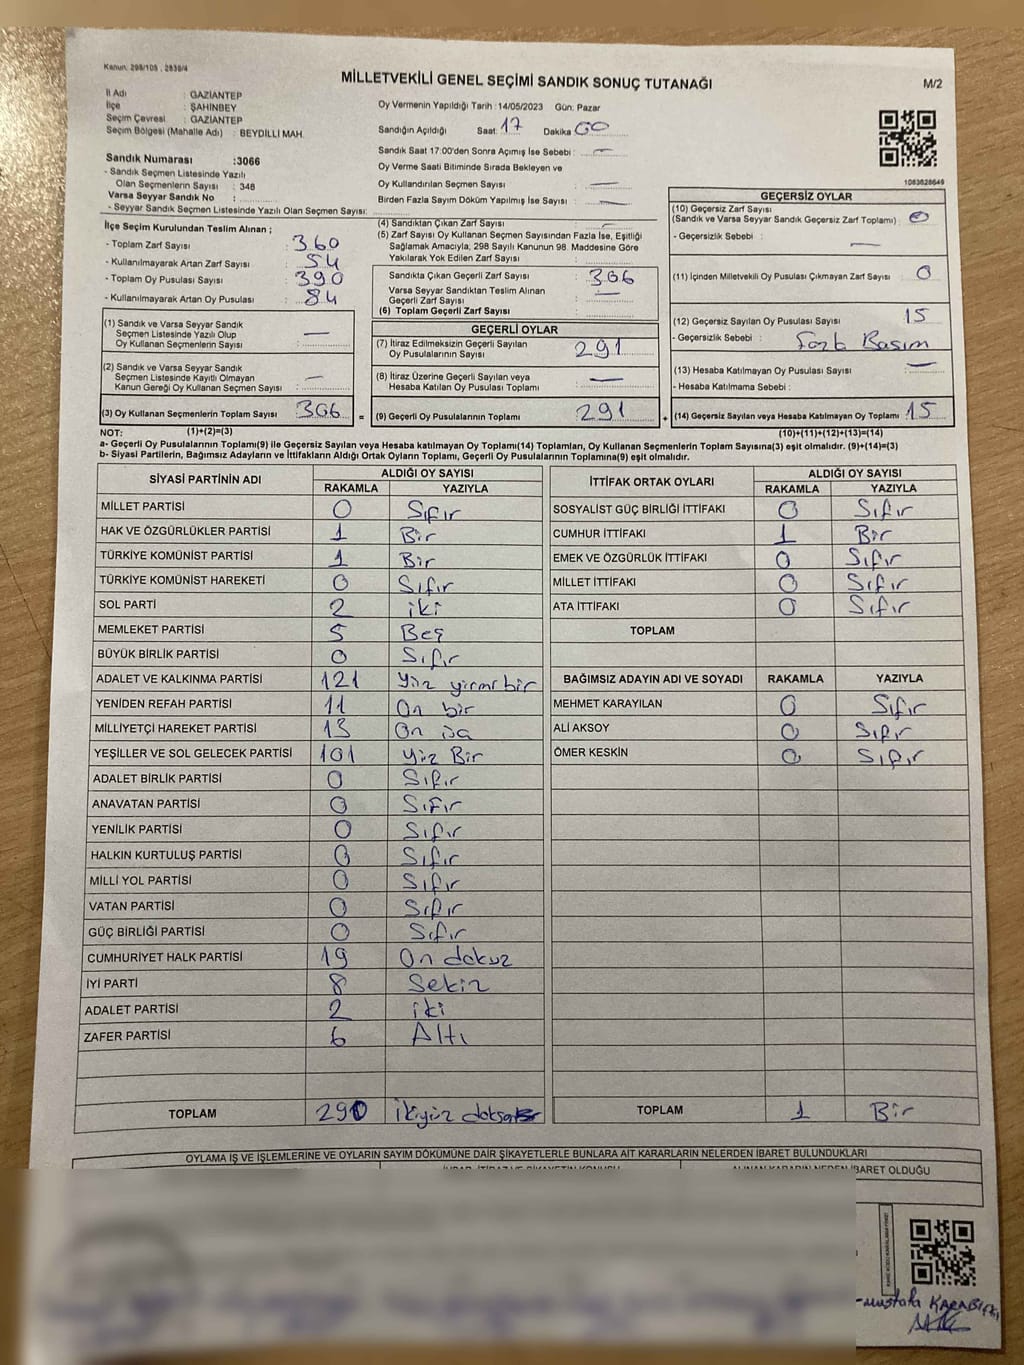 Kanun: 298/105 , 2839/4
MİLLETVEKİLİ GENEL SEÇİMİ SANDIK SONUÇ TUTANAĞI
M/2
İl Adı : GAZİANTEP
İlçe : ŞAHİNBEY
Seçim Çevresi : GAZİANTEP
Seçim Bölgesi (Mahalle Adı) : BEYDİLLİ MAH.
Sandık Numarası :3066
- Sandık Seçmen Listesinde Yazılı
Olan Seçmenlerin Sayısı : 348
Varsa Seyyar Sandık No :
- Seyyar Sandık Seçmen Listesinde Yazılı Olan Seçmen Sayısı:
Oy Vermenin Yapıldığı Tarih :14/05/2023 Gün: Pazar
Sandığın Açıldığı Saat: 17 Dakika 00
Sandık Saat 17:00'den Sonra Açılmış İse Sebebi : —
Oy Verme Saati Bitiminde Sırada Bekleyen ve
Oy Kullandırılan Seçmen Sayısı : —
Birden Fazla Sayım Döküm Yapılmış İse Sayısı : —
1083828649
İlçe Seçim Kurulundan Teslim Alınan ;
- Toplam Zarf Sayısı : 360
- Kullanılmayarak Artan Zarf Sayısı : 54
- Toplam Oy Pusulası Sayısı : 390
- Kullanılmayarak Artan Oy Pusulası : 84
(1) Sandık ve Varsa Seyyar Sandık
Seçmen Listesinde Yazılı Olup
Oy Kullanan Seçmenlerin Sayısı : —
(2) Sandık ve Varsa Seyyar Sandık
Seçmen Listesinde Kayıtlı Olmayan
Kanun Gereği Oy Kullanan Seçmen Sayısı : —
(3) Oy Kullanan Seçmenlerin Toplam Sayısı 306
(4) Sandıktan Çıkan Zarf Sayısı : —
(5) Zarf Sayısı Oy Kullanan Seçmen Sayısından Fazla İse, Eşitliği
Sağlamak Amacıyla, 298 Sayılı Kanunun 98. Maddesine Göre
Yakılarak Yok Edilen Zarf Sayısı :
Sandıkta Çıkan Geçerli Zarf Sayısı : 306
Varsa Seyyar Sandıktan Teslim Alınan
Geçerli Zarf Sayısı : —
(6) Toplam Geçerli Zarf Sayısı :
GEÇERLİ OYLAR
(7) İtiraz Edilmeksizin Geçerli Sayılan
Oy Pusulalarının Sayısı : 291
(8) İtiraz Üzerine Geçerli Sayılan veya
Hesaba Katılan Oy Pusulası Toplamı : —
= (9) Geçerli Oy Pusulalarının Toplamı : 291
GEÇERSİZ OYLAR
(10) Geçersiz Zarf Sayısı
(Sandık ve Varsa Seyyar Sandık Geçersiz Zarf Toplamı) : 0
- Geçersizlik Sebebi : —
(11) İçinden Milletvekili Oy Pusulası Çıkmayan Zarf Sayısı : 0
(12) Geçersiz Sayılan Oy Pusulası Sayısı : 15
- Geçersizlik Sebebi : Fazla Basım
(13) Hesaba Katılmayan Oy Pusulası Sayısı : —
- Hesaba Katılmama Sebebi :
+ (14) Geçersiz Sayılan veya Hesaba Katılmayan Oy Toplamı : 15
NOT: (1)+(2)=(3)
(10)+(11)+(12)+(13)=(14)
a- Geçerli Oy Pusulalarının Toplamı(9) ile Geçersiz Sayılan veya Hesaba katılmayan Oy Toplamı(14) Toplamları, Oy Kullanan Seçmenlerin Toplam Sayısına(3) eşit olmalıdır. (9)+(14)=(3)
b- Siyasi Partilerin, Bağımsız Adayların ve İttifakların Aldığı Ortak Oyların Toplamı, Geçerli Oy Pusulalarının Toplamına(9) eşit olmalıdır.
SİYASİ PARTİNİN ADI ALDIĞI OY SAYISI
RAKAMLA YAZIYLA
MİLLET PARTİSİ 0 Sıfır
HAK VE ÖZGÜRLÜKLER PARTİSİ 1 Bir
TÜRKİYE KOMÜNİST PARTİSİ 1 Bir
TÜRKİYE KOMÜNİST HAREKETİ 0 Sıfır
SOL PARTİ 2 iki
MEMLEKET PARTİSİ 5 Beş
BÜYÜK BİRLİK PARTİSİ 0 Sıfır
ADALET VE KALKINMA PARTİSİ 121 Yüz yirmi bir
YENİDEN REFAH PARTİSİ 11 On bir
MİLLİYETÇİ HAREKET PARTİSİ 13 On
YEŞİLLER VE SOL GELECEK PARTİSİ 101 Yüz Bir
ADALET BİRLİK PARTİSİ 0 Sıfır
ANAVATAN PARTİSİ 0 Sıfır
YENİLİK PARTİSİ 0 Sıfır
HALKIN KURTULUŞ PARTİSİ 0 Sıfır
MİLLİ YOL PARTİSİ 0 Sıfır
VATAN PARTİSİ 0 Sıfır
GÜÇ BİRLİĞİ PARTİSİ 0 Sıfır
CUMHURİYET HALK PARTİSİ 19 On dokuz
İYİ PARTİ 8 Sekiz
ADALET PARTİSİ 2 iki
ZAFER PARTİSİ 6 Altı
TOPLAM 290 ikiyüz doksan
İTTİFAK ORTAK OYLARI ALDIĞI OY SAYISI
RAKAMLA YAZIYLA
SOSYALİST GÜÇ BİRLİĞİ İTTİFAKI 0 Sıfır
CUMHUR İTTİFAKI 1 Bir
EMEK VE ÖZGÜRLÜK İTTİFAKI 0 Sıfır
MİLLET İTTİFAKI 0 Sıfır
ATA İTTİFAKI 0 Sıfır
TOPLAM
BAĞIMSIZ ADAYIN ADI VE SOYADI RAKAMLA YAZIYLA
MEHMET KARAYILAN 0 Sıfır
ALİ AKSOY 0 Sıfır
ÖMER KESKİN 0 Sıfır
TOPLAM 1 Bir
OYLAMA İŞ VE İŞLEMLERİNE VE OYLARIN SAYIM DÖKÜMÜNE DAİR ŞİKAYETLERLE BUNLARA AİT KARARLARIN NELERDEN İBARET BULUNDUKLARI
ALINAN KARARIN NEDEN İBARET OLDUĞU
Mustafa